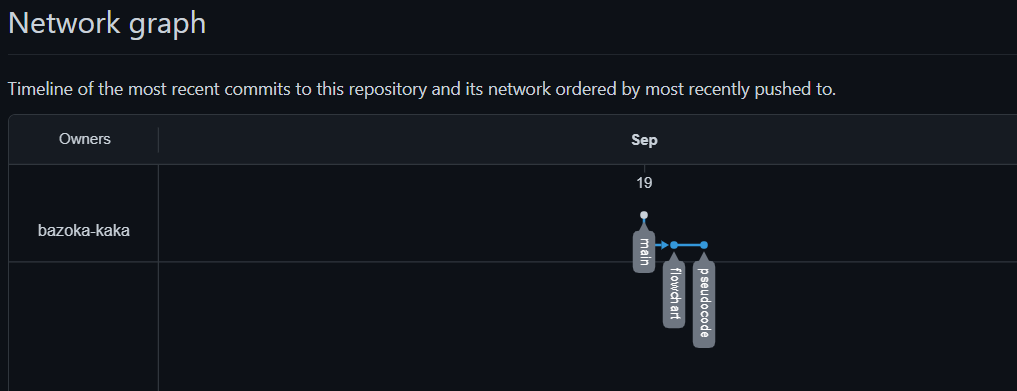 Network graph
Timeline of the most recent commits to this repository and its network ordered by most recently pushed to.
Owners
Sep
19
bazoka-kaka
main
flowchart
pseudocode